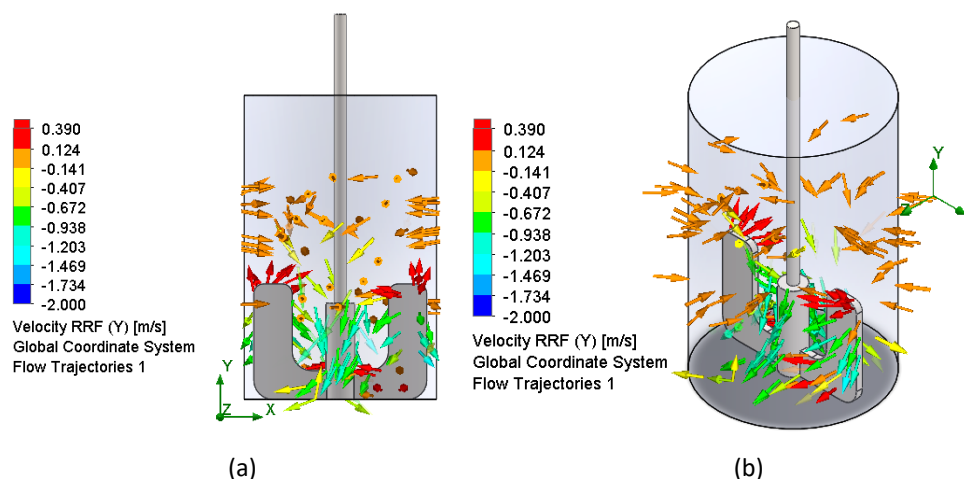 0.390
0.124
-0.141
-0.407
-0.672
-0.938
-1.203
-1.469
-1.734
-2.000
Velocity RRF (Y) [m/s]
Global Coordinate System
Flow Trajectories 1
Y
Z
X
(a)
0.390
0.124
-0.141
-0.407
-0.672
-0.938
-1.203
-1.469
-1.734
-2.000
Velocity RRF (Y) [m/s]
Global Coordinate System
Flow Trajectories 1
Y
(b)